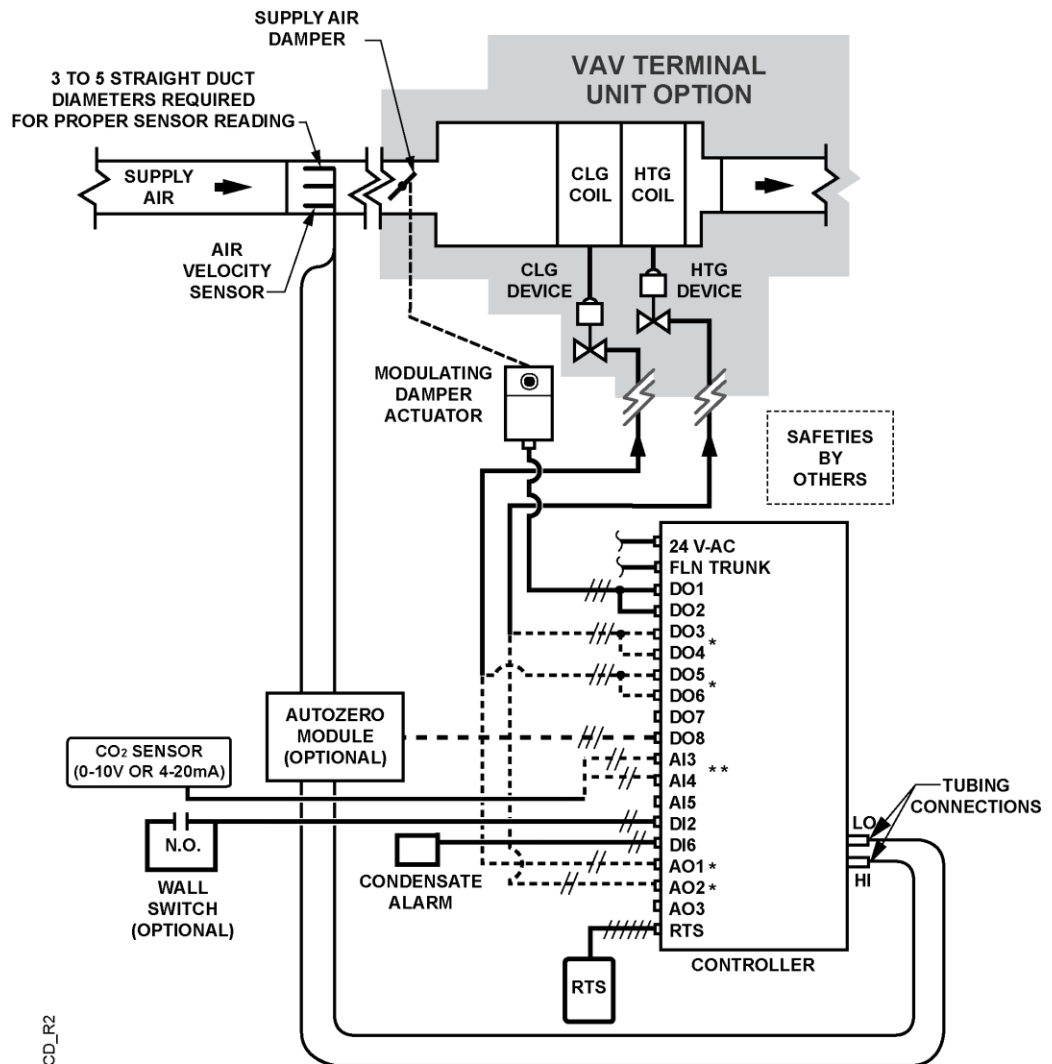 SUPPLY AIR
DAMPER
3 TO 5 STRAIGHT DUCT
DIAMETERS REQUIRED
FOR PROPER SENSOR READING
VAV TERMINAL
UNIT OPTION
SUPPLY
AIR
CLG
COIL
HTG
COIL
AIR
VELOCITY
SENSOR
CLG
DEVICE
HTG
DEVICE
MODULATING
DAMPER
ACTUATOR
SAFETIES
BY
OTHERS
24 V-AC
FLN TRUNK
DO1
DO2
DO3
DO4 *
DO5
DO6 *
DO7
DO8
AI3
AI4 **
AI5
DI2
DI6
AO1 *
AO2 *
AO3
RTS
CONTROLLER
AUTOZERO
MODULE
(OPTIONAL)
CO2 SENSOR
(0-10V OR 4-20mA)
N.O.
WALL
SWITCH
(OPTIONAL)
CONDENSATE
ALARM
RTS
TUBING
CONNECTIONS
LO
HI
CD_R2